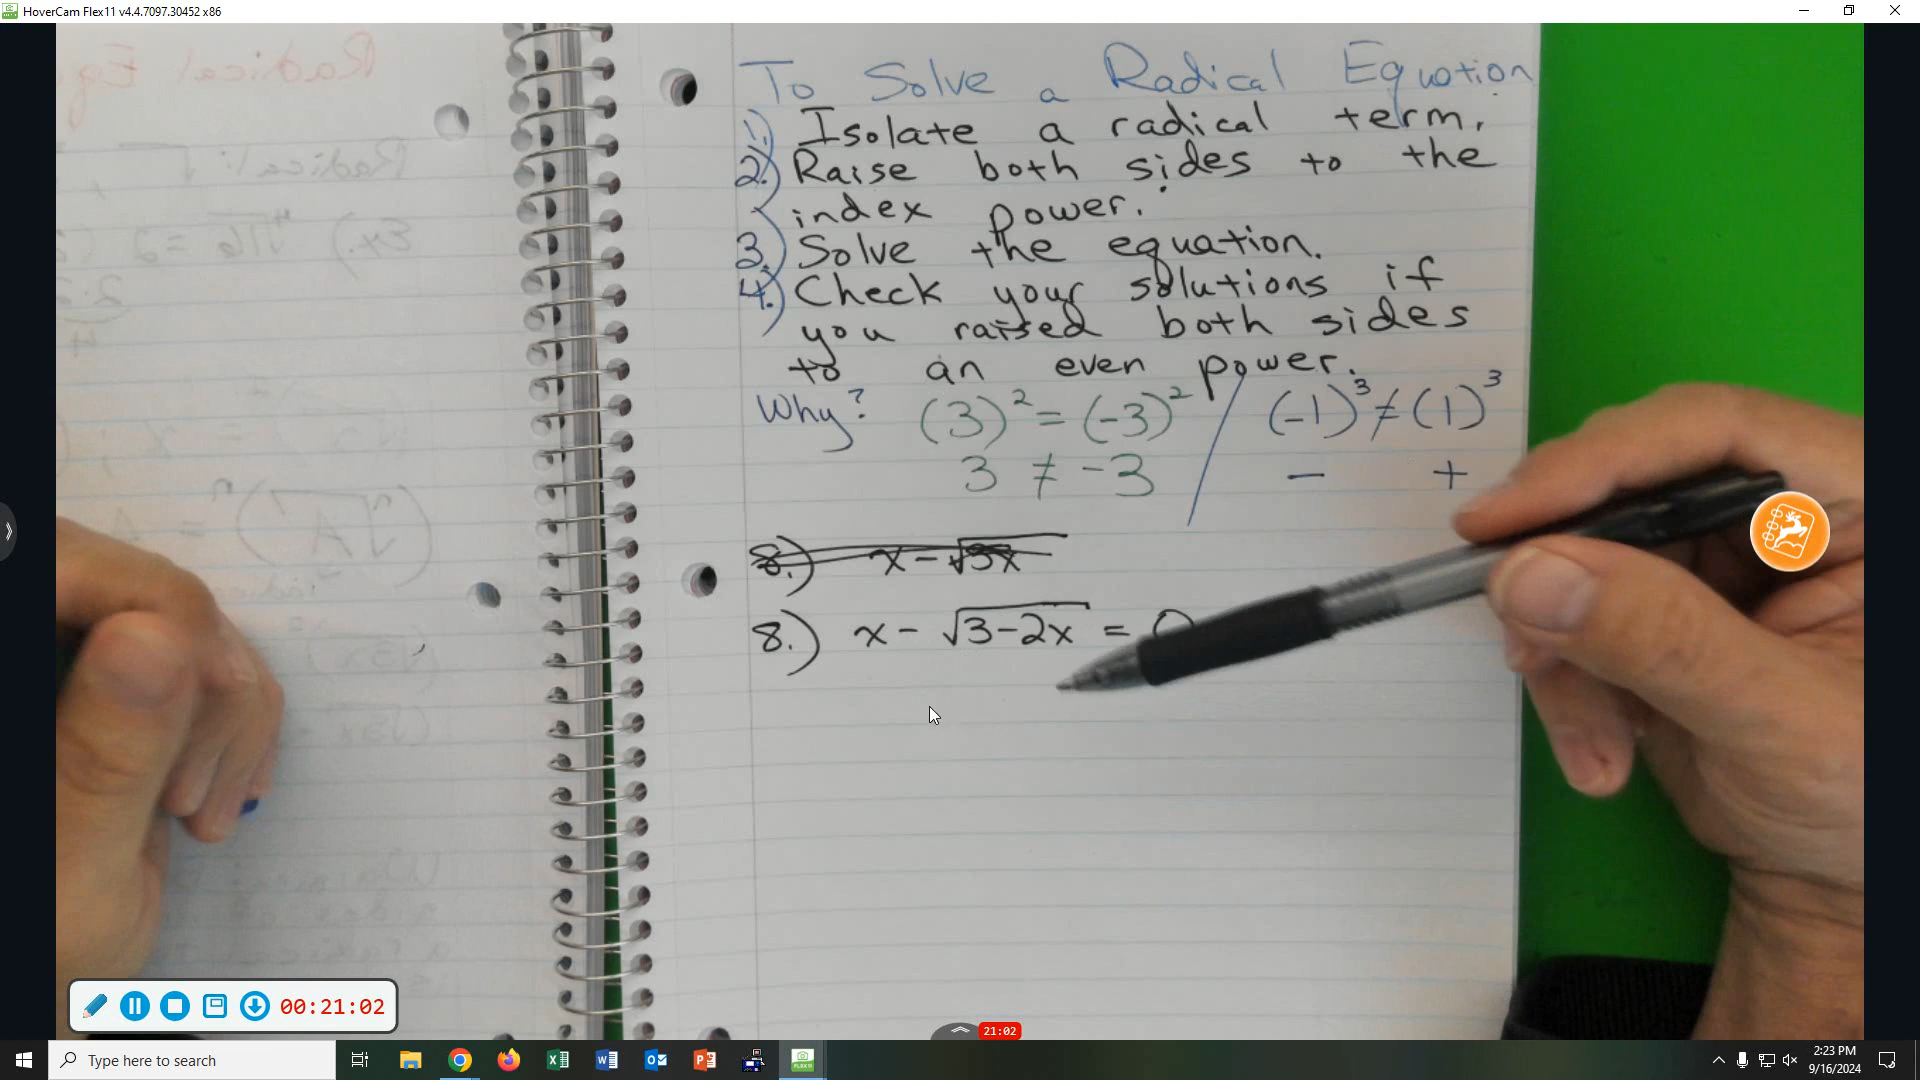 HoverCam Flex11 v4.4.7097.30452 x86
To Solve a Radical Equation
1.) Isolate a radical term.
2.) Raise both sides to the
index power.
3.) Solve the equation.
4.) Check your solutions if
you raised both sides
to an even power.
Why? (3)² = (-3)² / (-1)³ ≠ (1)³
3 ≠ -3 - +
8.) x - √3x
8.) x - √3-2x = 0
00:21:02
21:02
Type here to search
2:23 PM
9/16/2024